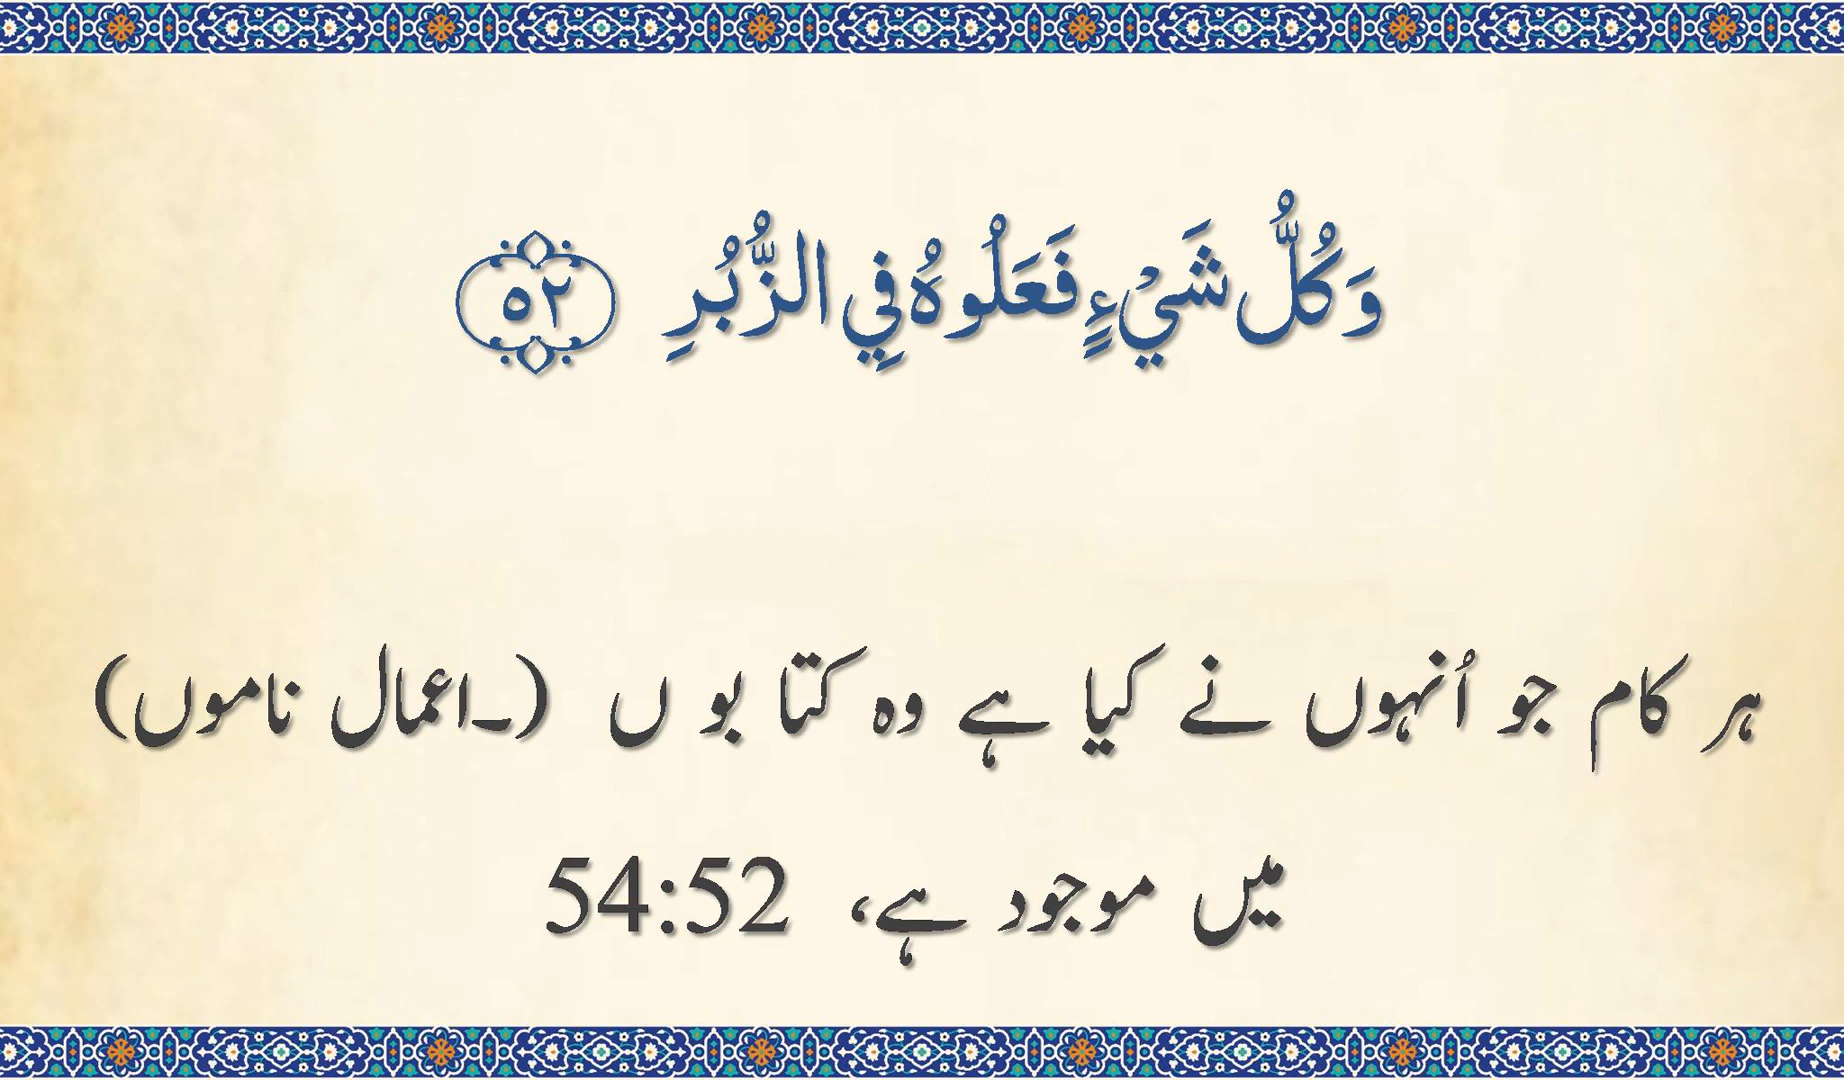 وَكُلُّ شَيْءٍ فَعَلُوهُ فِي الزُّبُرِ ﴿٥٢﴾
ہر کام جو اُنہوں نے کیا ہے وہ کتا بو ں (۔اعمال ناموں)
میں موجود ہے، 54:52